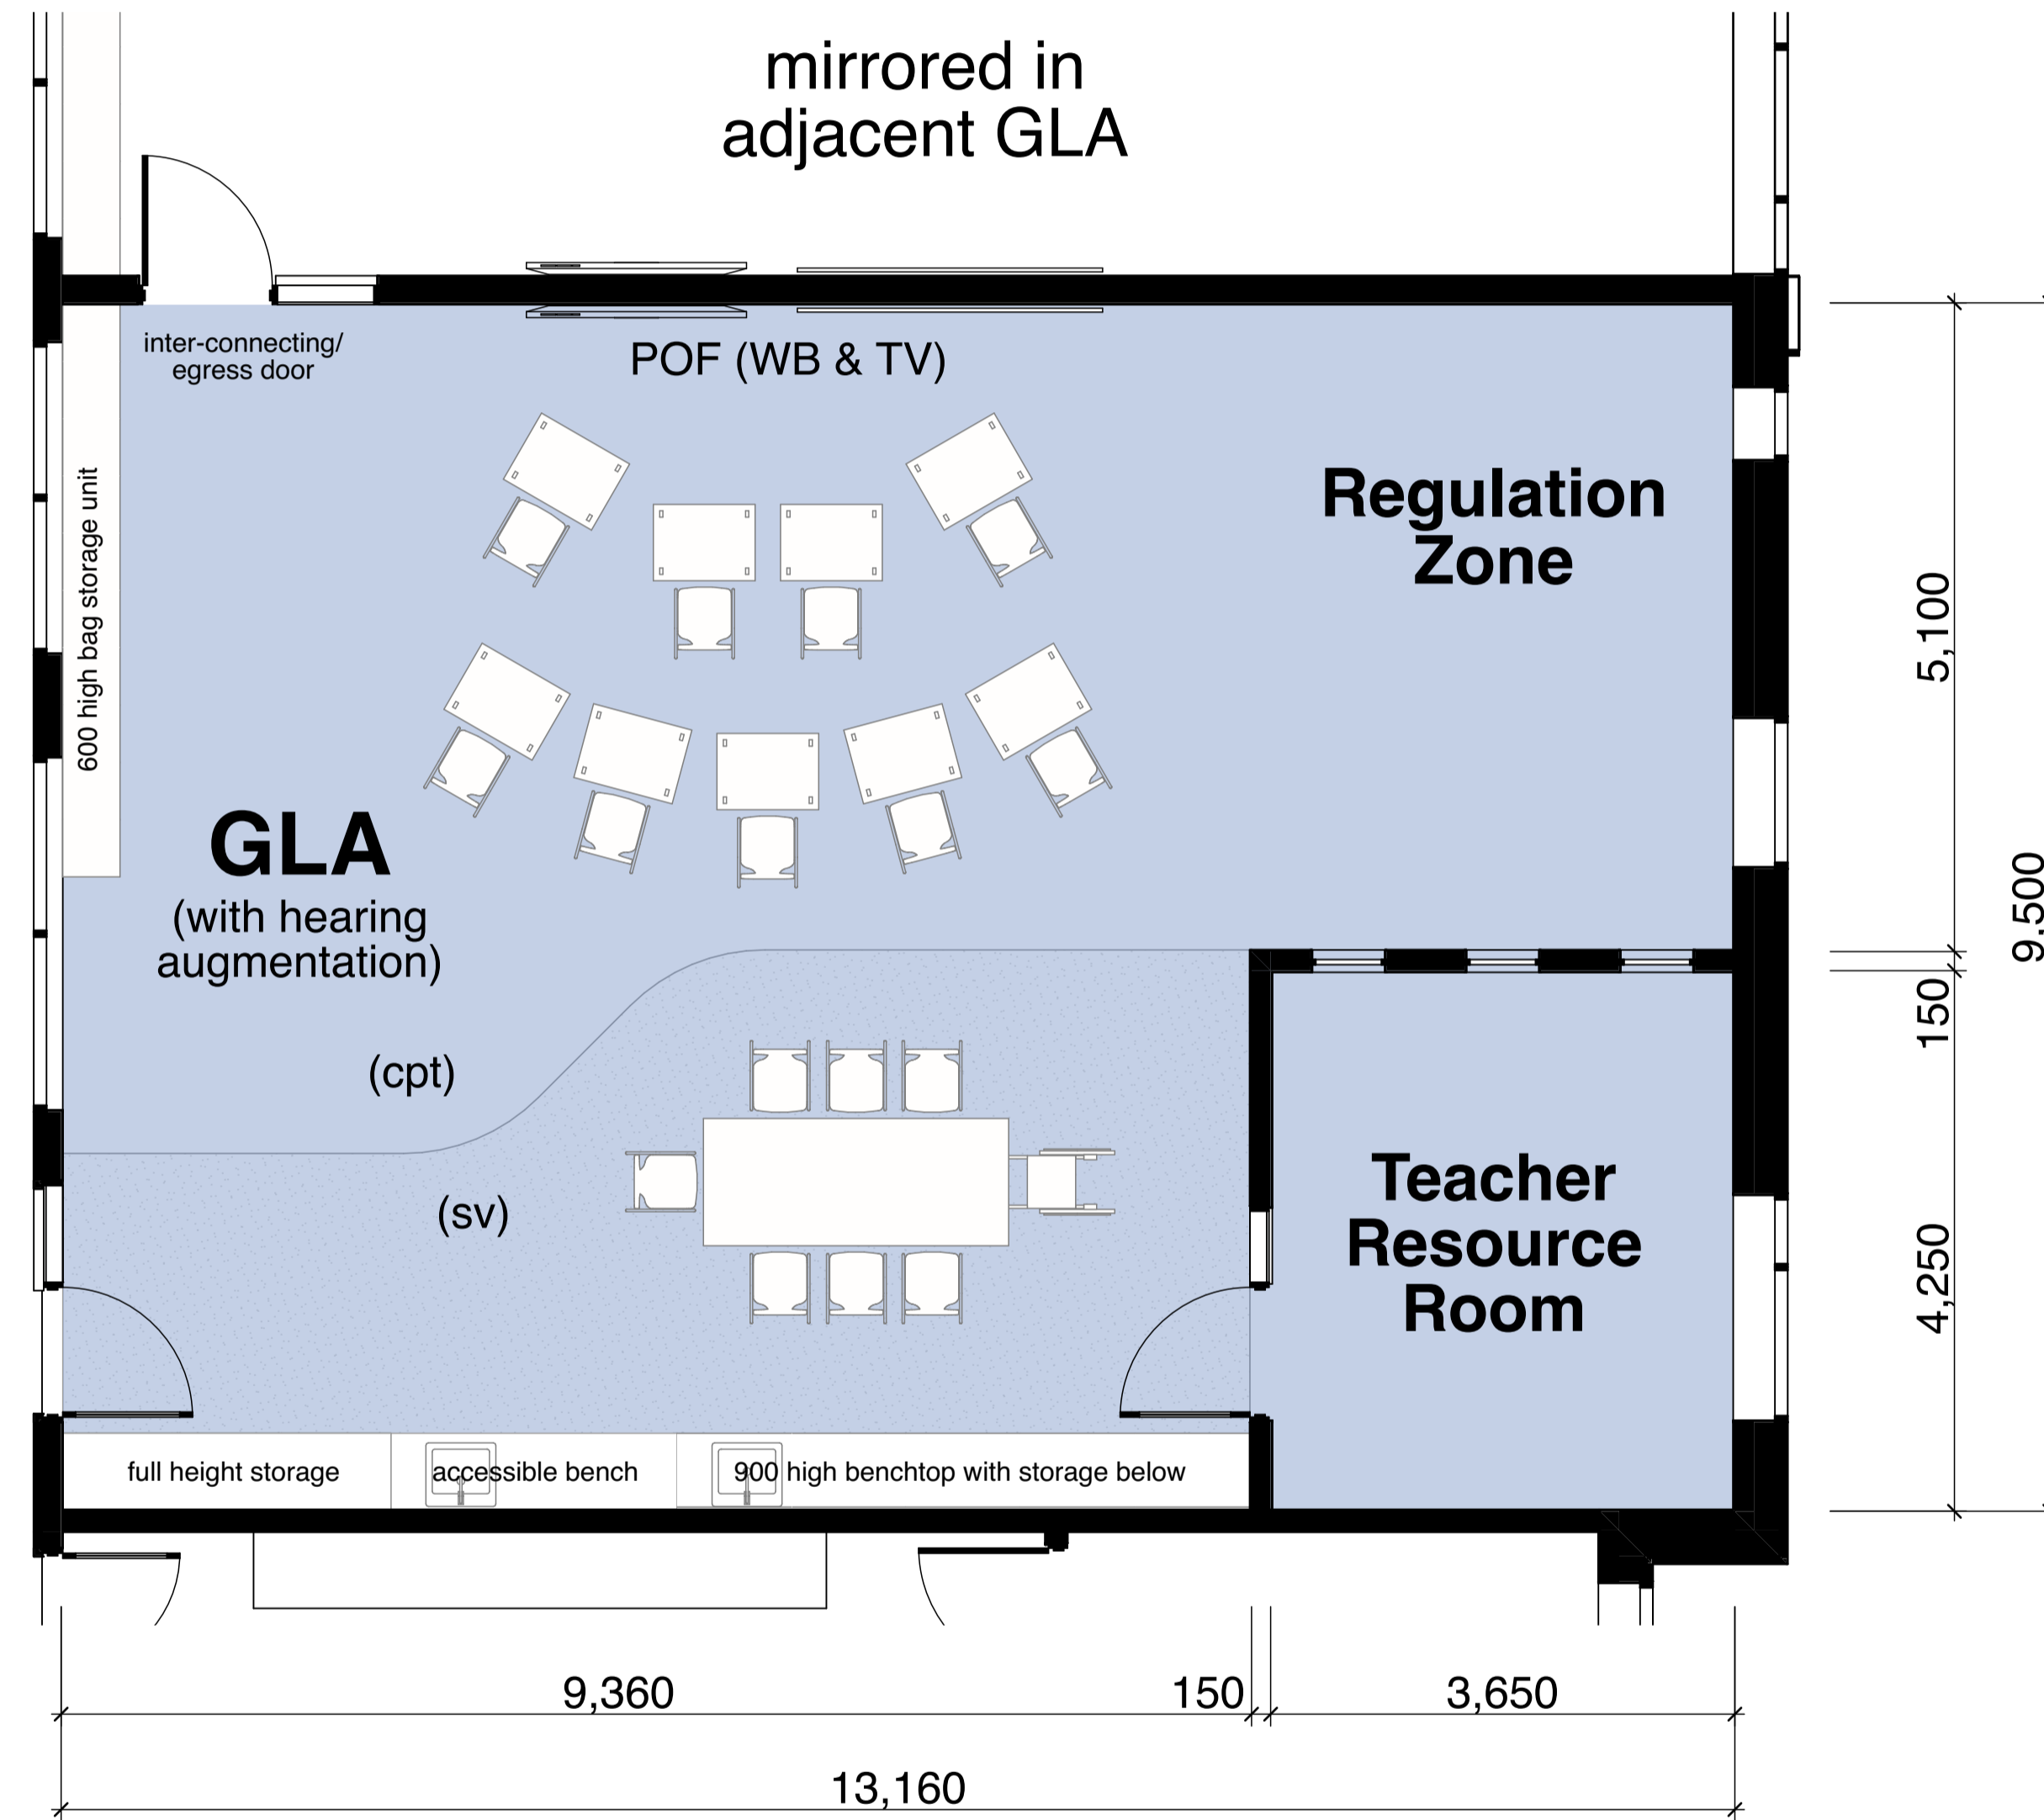 mirrored in
adjacent GLA
inter-connecting/
egress door
POF (WB & TV)
600 high bag storage unit
Regulation
Zone
GLA
(with hearing
augmentation)
(cpt)
(sv)
Teacher
Resource
Room
full height storage
accessible bench
900 high benchtop with storage below
5,100
9,500
150
4,250
9,360
150
3,650
13,160